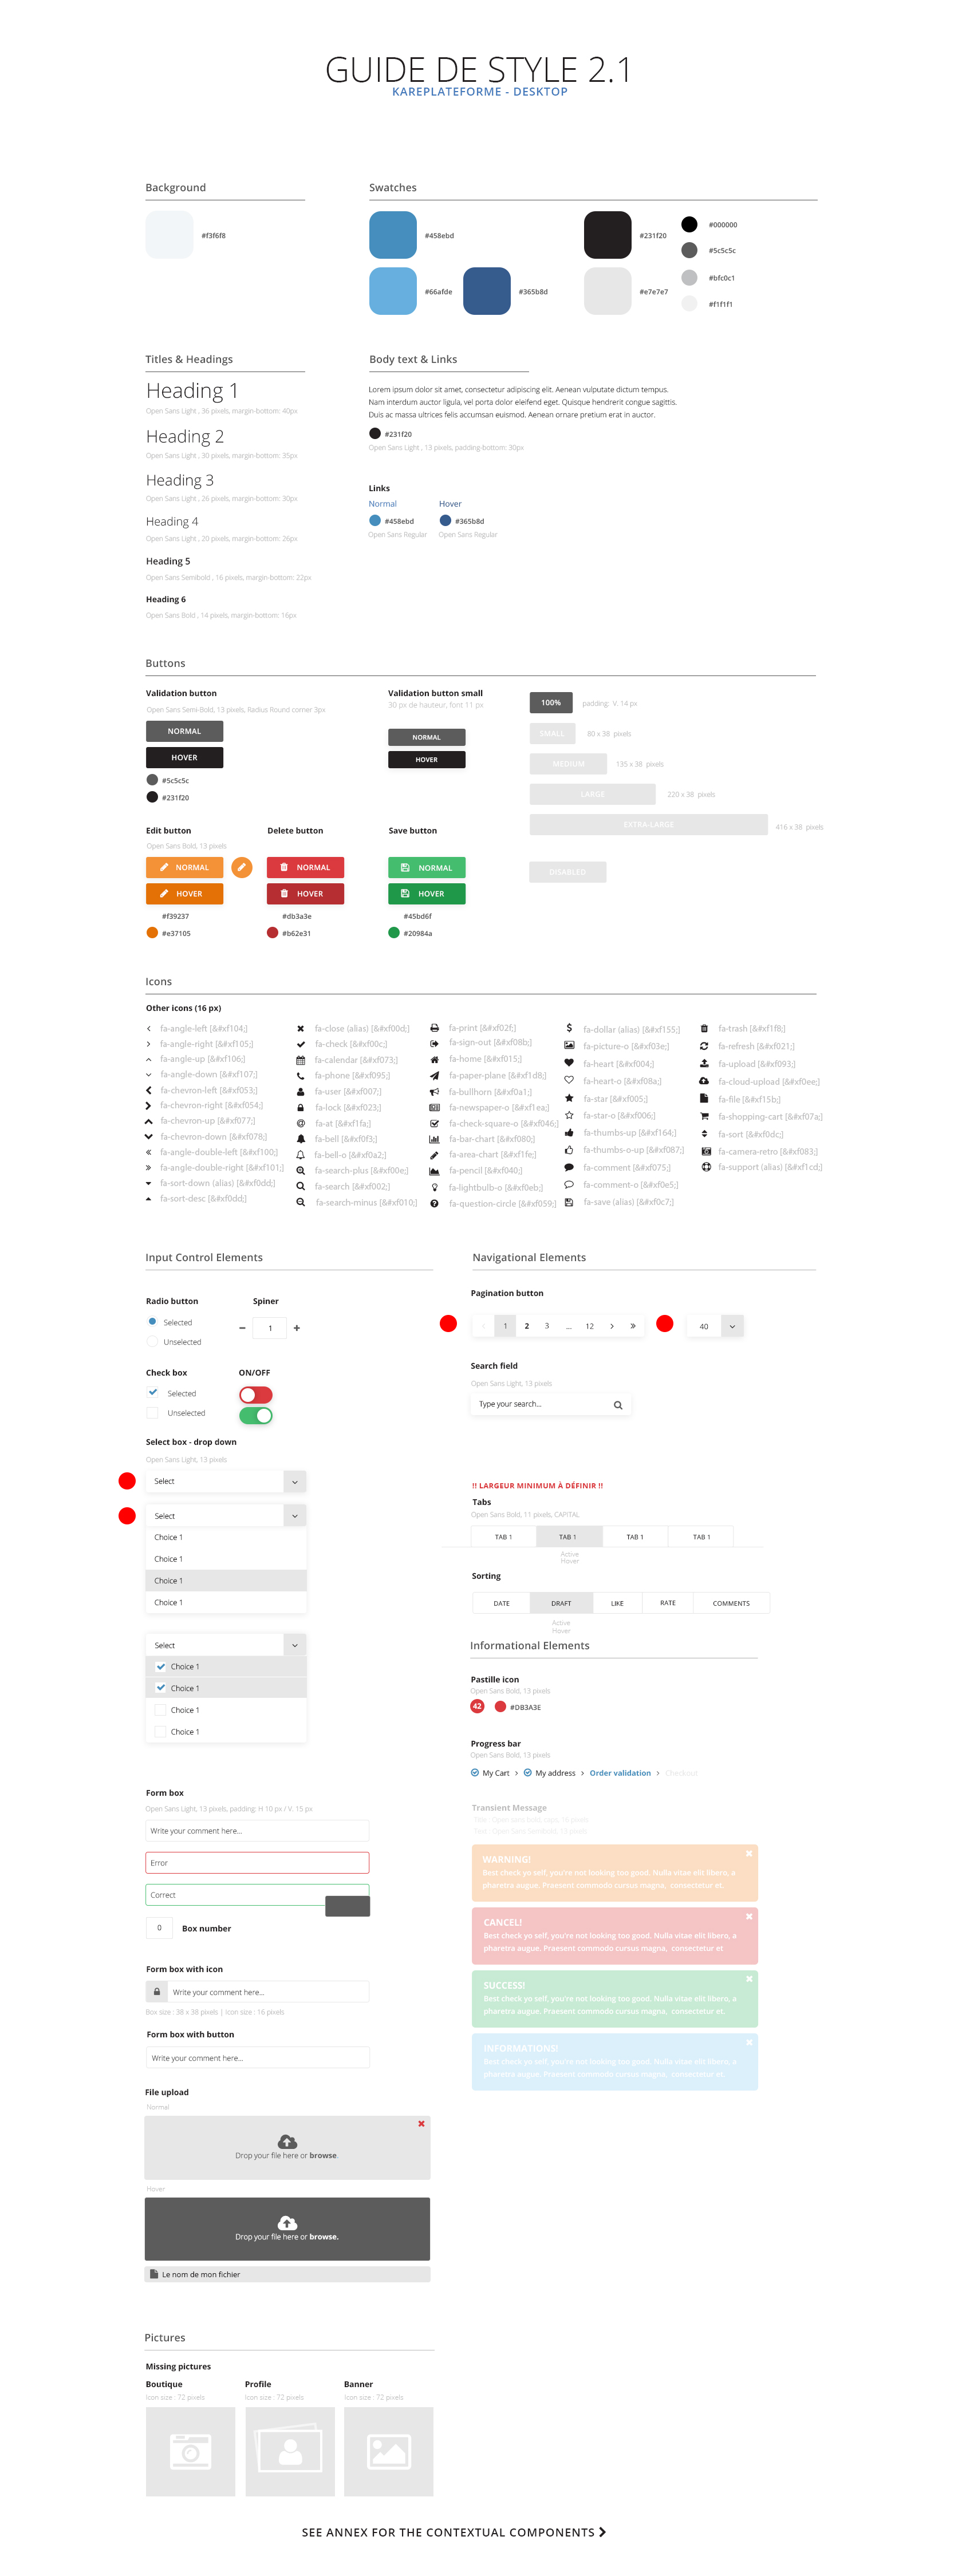 GUIDE DE STYLE 2.1
KAREPLATEFORME - DESKTOP
Background
#f3f6f8
Swatches
#458ebd
#231f20
#000000
#5c5c5c
#66afde
#365b8d
#e7e7e7
#bfc0c1
#f1f1f1
Titles & Headings
Heading 1
Open Sans Light , 36 pixels, margin-bottom: 40px
Heading 2
Open Sans Light , 30 pixels, margin-bottom: 35px
Heading 3
Open Sans Light , 26 pixels, margin-bottom: 30px
Heading 4
Open Sans Light , 20 pixels, margin-bottom: 26px
Heading 5
Open Sans Semibold , 16 pixels, margin-bottom: 22px
Heading 6
Open Sans Bold , 14 pixels, margin-bottom: 16px
Body text & Links
Lorem ipsum dolor sit amet, consectetur adipiscing elit. Aenean vulputate dictum tempus.
Nam interdum auctor ligula, vel porta dolor eleifend eget. Quisque hendrerit congue sagittis.
Duis ac massa ultrices felis accumsan euismod. Aenean ornare pretium erat in auctor.
#231f20
Open Sans Light , 13 pixels, padding-bottom: 30px
Links
Normal
Hover
#458ebd
#365b8d
Open Sans Regular
Open Sans Regular
Buttons
Validation button
Open Sans Semi-Bold, 13 pixels, Radius Round corner 3px
NORMAL
HOVER
#5c5c5c
#231f20
Validation button small
30 px de hauteur, font 11 px
NORMAL
HOVER
100%
padding: V. 14 px
SMALL
80 x 38 pixels
MEDIUM
135 x 38 pixels
LARGE
220 x 38 pixels
EXTRA-LARGE
416 x 38 pixels
DISABLED
Edit button
Open Sans Bold, 13 pixels
NORMAL
HOVER
#f39237
#e37105
Delete button
NORMAL
HOVER
#db3a3e
#b62e31
Save button
NORMAL
HOVER
#45bd6f
#20984a
Icons
Other icons (16 px)
fa-angle-left [&#xf104;]
fa-angle-right [&#xf105;]
fa-angle-up [&#xf106;]
fa-angle-down [&#xf107;]
fa-chevron-left [&#xf053;]
fa-chevron-right [&#xf054;]
fa-chevron-up [&#xf077;]
fa-chevron-down [&#xf078;]
fa-angle-double-left [&#xf100;]
fa-angle-double-right [&#xf101;]
fa-sort-down (alias) [&#xf0dd;]
fa-sort-desc [&#xf0dd;]
fa-close (alias) [&#xf00d;]
fa-check [&#xf00c;]
fa-calendar [&#xf073;]
fa-phone [&#xf095;]
fa-user [&#xf007;]
fa-lock [&#xf023;]
fa-at [&#xf1fa;]
fa-bell [&#xf0f3;]
fa-bell-o [&#xf0a2;]
fa-search-plus [&#xf00e;]
fa-search [&#xf002;]
fa-search-minus [&#xf010;]
fa-print [&#xf02f;]
fa-sign-out [&#xf08b;]
fa-home [&#xf015;]
fa-paper-plane [&#xf1d8;]
fa-bullhorn [&#xf0a1;]
fa-newspaper-o [&#xf1ea;]
fa-check-square-o [&#xf046;]
fa-bar-chart [&#xf080;]
fa-area-chart [&#xf1fe;]
fa-pencil [&#xf040;]
fa-lightbulb-o [&#xf0eb;]
fa-question-circle [&#xf059;]
fa-dollar (alias) [&#xf155;]
fa-picture-o [&#xf03e;]
fa-heart [&#xf004;]
fa-heart-o [&#xf08a;]
fa-star [&#xf005;]
fa-star-o [&#xf006;]
fa-thumbs-up [&#xf164;]
fa-thumbs-o-up [&#xf087;]
fa-comment [&#xf075;]
fa-comment-o [&#xf0e5;]
fa-save (alias) [&#xf0c7;]
fa-trash [&#xf1f8;]
fa-refresh [&#xf021;]
fa-upload [&#xf093;]
fa-cloud-upload [&#xf0ee;]
fa-file [&#xf15b;]
fa-shopping-cart [&#xf07a;]
fa-sort [&#xf0dc;]
fa-camera-retro [&#xf083;]
fa-support (alias) [&#xf1cd;]
Input Control Elements
Radio button
Selected
Unselected
Spiner
1
Check box
Selected
Unselected
ON/OFF
Select box - drop down
Open Sans Light, 13 pixels
Select
Select
Choice 1
Choice 1
Choice 1
Choice 1
Select
Choice 1
Choice 1
Choice 1
Choice 1
Form box
Open Sans Light, 13 pixels, padding: H 10 px / V. 15 px
Write your comment here...
Error
Correct
0
Box number
Form box with icon
Write your comment here...
Box size : 38 x 38 pixels | Icon size : 16 pixels
Form box with button
Write your comment here...
File upload
Normal
Drop your file here or browse.
Hover
Drop your file here or browse.
Le nom de mon fichier
Navigational Elements
Pagination button
1 2 3 ... 12
40
Search field
Open Sans Light, 13 pixels
Type your search...
!! LARGEUR MINIMUM À DÉFINIR !!
Tabs
Open Sans Bold, 11 pixels, CAPITAL
TAB 1 TAB 1 TAB 1 TAB 1
Active
Hover
Sorting
DATE DRAFT LIKE RATE COMMENTS
Active
Hover
Informational Elements
Pastille icon
Open Sans Bold, 13 pixels
42
#DB3A3E
Progress bar
Open Sans Bold, 13 pixels
My Cart
My address
Order validation
Checkout
Transient Message
WARNING!
Best check yo self, you're not looking too good. Nulla vitae elit libero, a
pharetra augue. Praesent commodo cursus magna, consectetur et.
CANCEL!
Best check yo self, you're not looking too good. Nulla vitae elit libero, a
pharetra augue. Praesent commodo cursus magna, consectetur et
SUCCESS!
Best check yo self, you're not looking too good. Nulla vitae elit libero, a
pharetra augue. Praesent commodo cursus magna, consectetur et.
INFORMATIONS!
Best check yo self, you're not looking too good. Nulla vitae elit libero, a
pharetra augue. Praesent commodo cursus magna, consectetur et.
Pictures
Missing pictures
Boutique
Icon size : 72 pixels
Profile
Icon size : 72 pixels
Banner
Icon size : 72 pixels
SEE ANNEX FOR THE CONTEXTUAL COMPONENTS